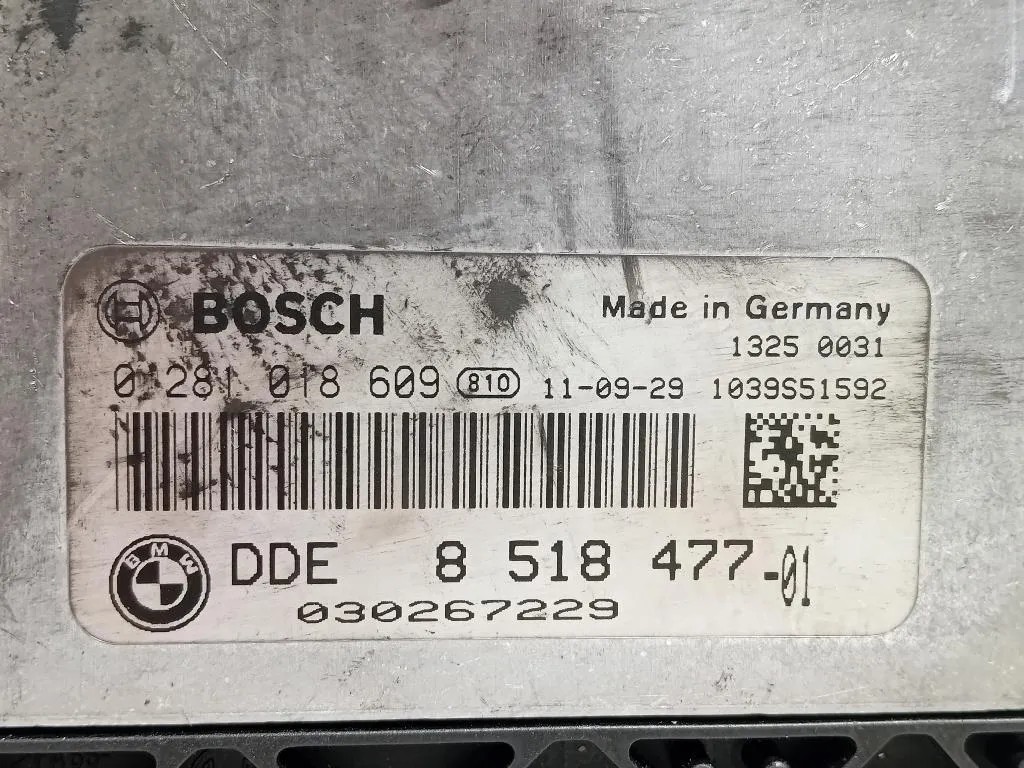 BOSCH
Made in Germany
1325 0031
0 281 018 609 810 11-09-29 1039S51592
BMW
DDE 8 518 477-01
030267229